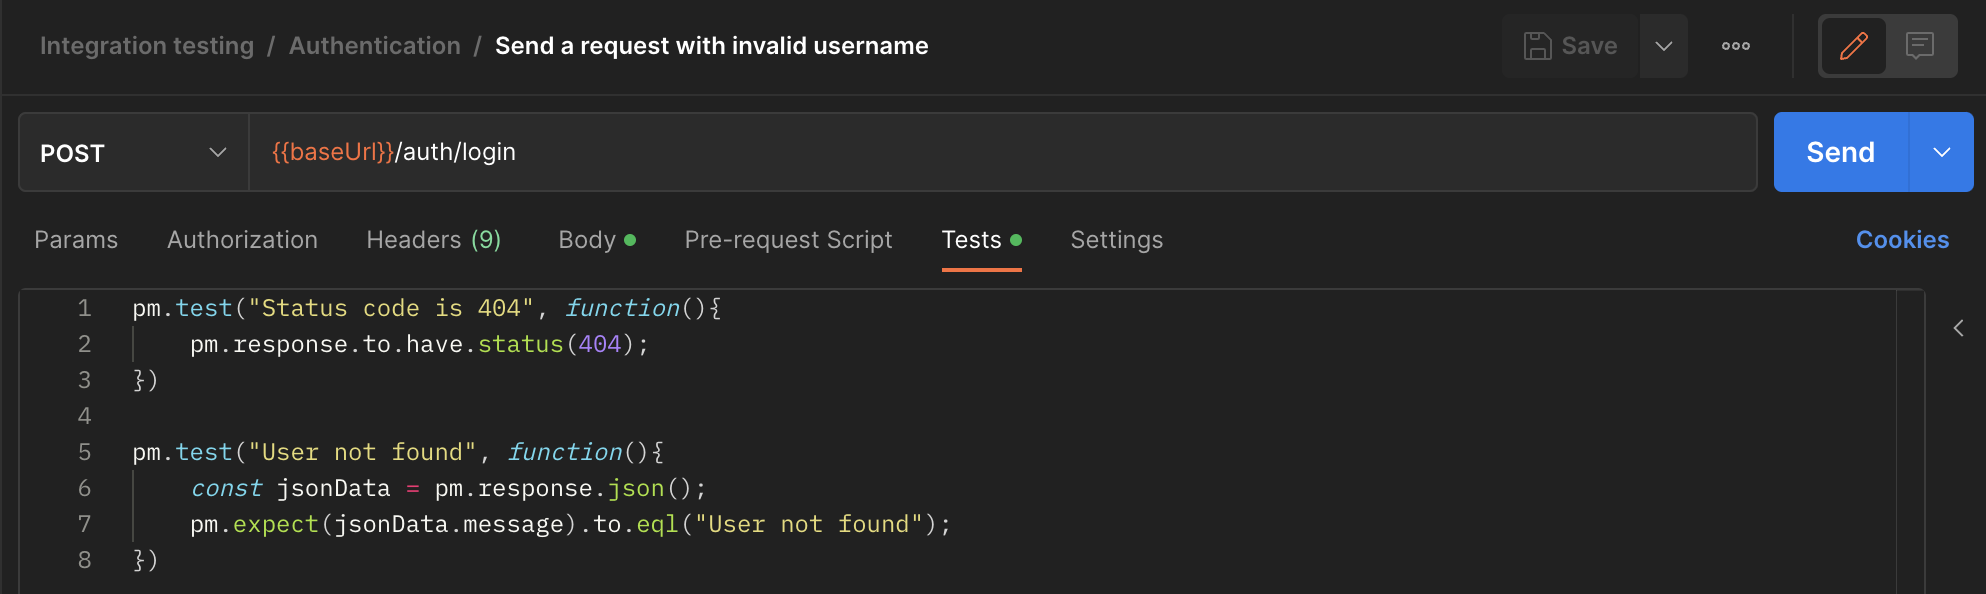 Integration testing / Authentication / Send a request with invalid username
Save
POST
{{baseUrl}}/auth/login
Send
Params Authorization Headers (9) Body Pre-request Script Tests Settings Cookies
1 pm.test("Status code is 404", function(){
2 pm.response.to.have.status(404);
3 })
4
5 pm.test("User not found", function(){
6 const jsonData = pm.response.json();
7 pm.expect(jsonData.message).to.eql("User not found");
8 })